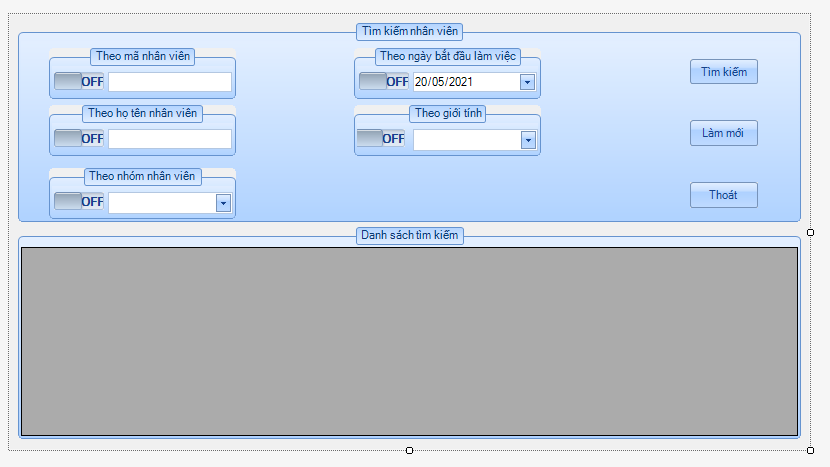 Tìm kiếm nhân viên
Theo mã nhân viên
OFF
Theo ngày bắt đầu làm việc
OFF 20/05/2021
Tìm kiếm
Theo họ tên nhân viên
OFF
Theo giới tính
OFF
Làm mới
Theo nhóm nhân viên
OFF
Thoát
Danh sách tìm kiếm